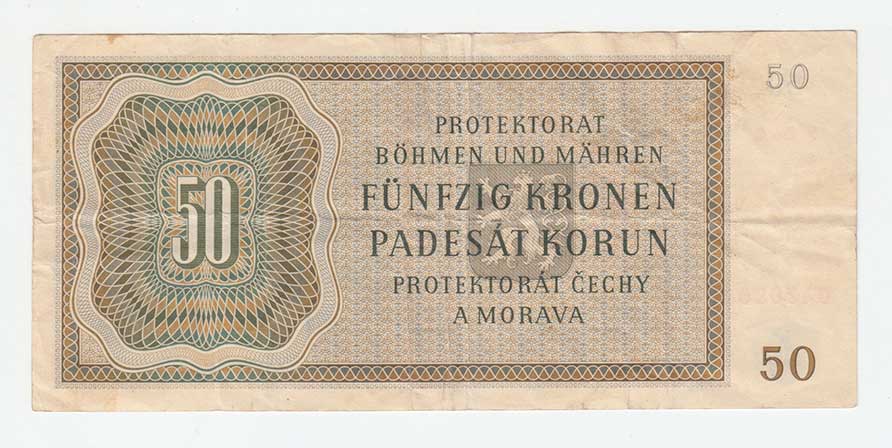 50
PROTEKTORAT
BÖHMEN UND MÄHREN
50
FÜNFZIG KRONEN
PADESÁT KORUN
PROTEKTORÁT ČECHY
A MORAVA
50